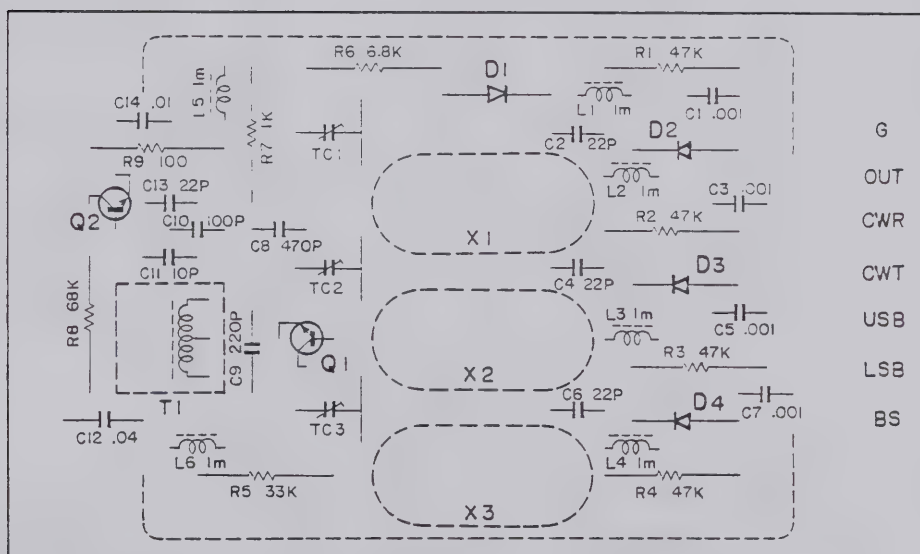 R6 6.8K
R1 47K
D1
L5 1m
C14 .01
L1 1m
C1 .001
R7 1K
TC1
C2 22P
D2
G
R9 100
C13 22P
L2 1m
C3 .001
OUT
Q2
C10 100P
C8 470P
X1
R2 47K
CWR
C11 10P
TC2
C4 22P
D3
CWT
R8 68K
L3 1m
C5 .001
USB
C9 220P
Q1
X2
R3 47K
LSB
T1
TC3
C6 22P
D4
C7 .001
BS
C12 .04
L6 1m
L4 1m
R5 33K
X3
R4 47K